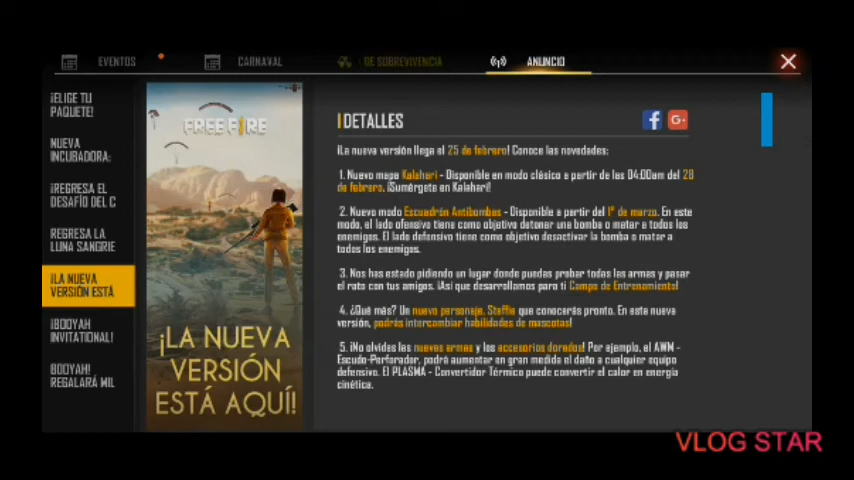 EVENTOS
CARNAVAL
DE SOBREVIVENCIA
ANUNCIO
¡ELIGE TU
PAQUETE!
NUEVA
INCUBADORA:
¡REGRESA EL
DESAFÍO DEL C
REGRESA LA
LUNA SANGRIE
¡LA NUEVA
VERSIÓN ESTÁ
¡BOOYAH
INVITATIONAL!
BOOYAH!
REGALARÁ MIL
FREE FIRE
¡LA NUEVA
VERSIÓN
ESTÁ AQUÍ!
DETALLES
¡La nueva versión llega el 25 de febrero! Conoce las novedades:
1. Nuevo mapa Kalahari - Disponible en modo clásico a partir de las 04:00am del 28
de febrero. ¡Sumérgete en Kalahari!
2. Nuevo modo Escuadrón Antibombas - Disponible a partir del 1° de marzo. En este
modo, el lado ofensivo tiene como objetivo detonar una bomba o matar a todos los
enemigos. El lado defensivo tiene como objetivo desactivar la bomba o matar a
todos los enemigos.
3. Nos has estado pidiendo un lugar donde puedas probar todas las armas y pasar
el rato con tus amigos. ¡Así que desarrollamos para ti Campo de Entrenamiento!
4. ¿Qué más? Un nuevo personaje, Steffie que conocerás pronto. En esta nueva
versión, podrás intercambiar habilidades de mascotas!
5. ¡No olvides las nuevas armas y los accesorios dorados! Por ejemplo, el AWM -
Escudo-Perforador, podrá aumentar en gran medida el daño a cualquier equipo
defensivo. El PLASMA - Convertidor Térmico puede convertir el calor en energía
cinética.
VLOG STAR